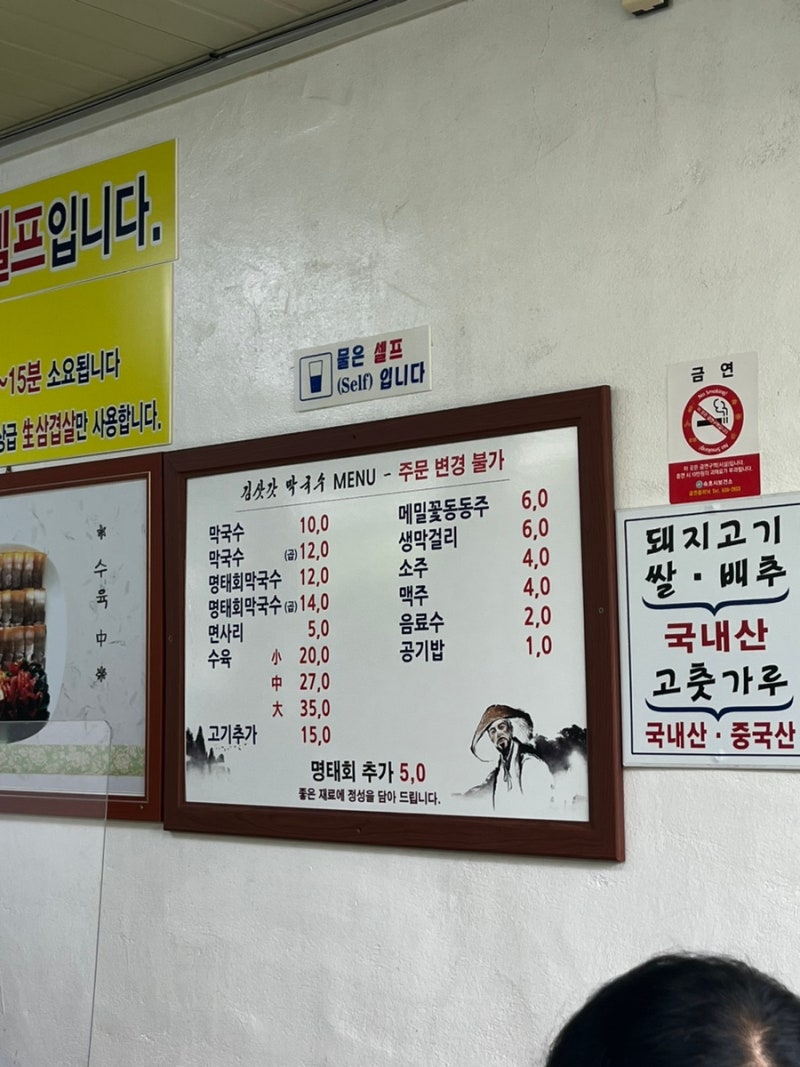 셀프입니다.
~15분 소요됩니다
상급 生삼겹살만 사용합니다.
물은 셀프
(Self) 입니다
금연
No Smoking
돼지고기
쌀·배추
국내산
고춧가루
국내산·중국산
수육 中
김삿갓 막국수 MENU - 주문 변경 불가
막국수 10,0
막국수 (곱) 12,0
명태회막국수 12,0
명태회막국수 (곱) 14,0
면사리 5,0
수육 小 20,0
中 27,0
大 35,0
고기추가 15,0
메밀꽃동동주 6,0
생막걸리 6,0
소주 4,0
맥주 4,0
음료수 2,0
공기밥 1,0
명태회 추가 5,0
좋은 재료에 정성을 담아 드립니다.